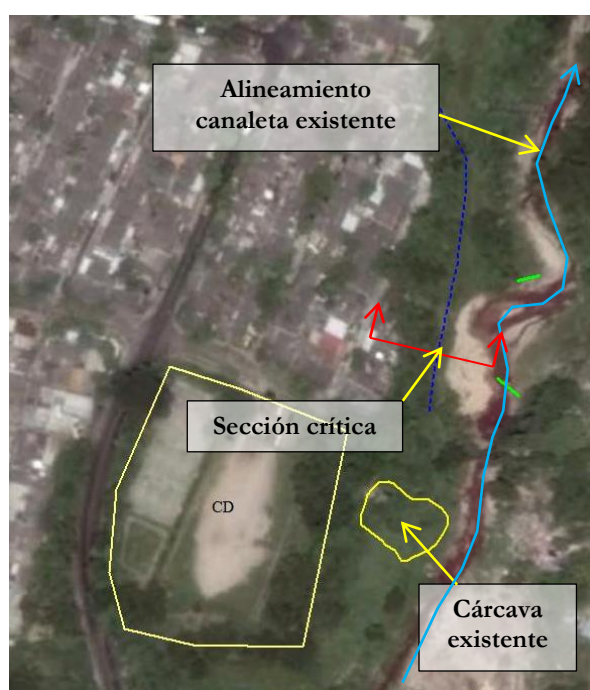 Alineamiento
canaleta existente
Sección crítica
CD
Cárcava
existente